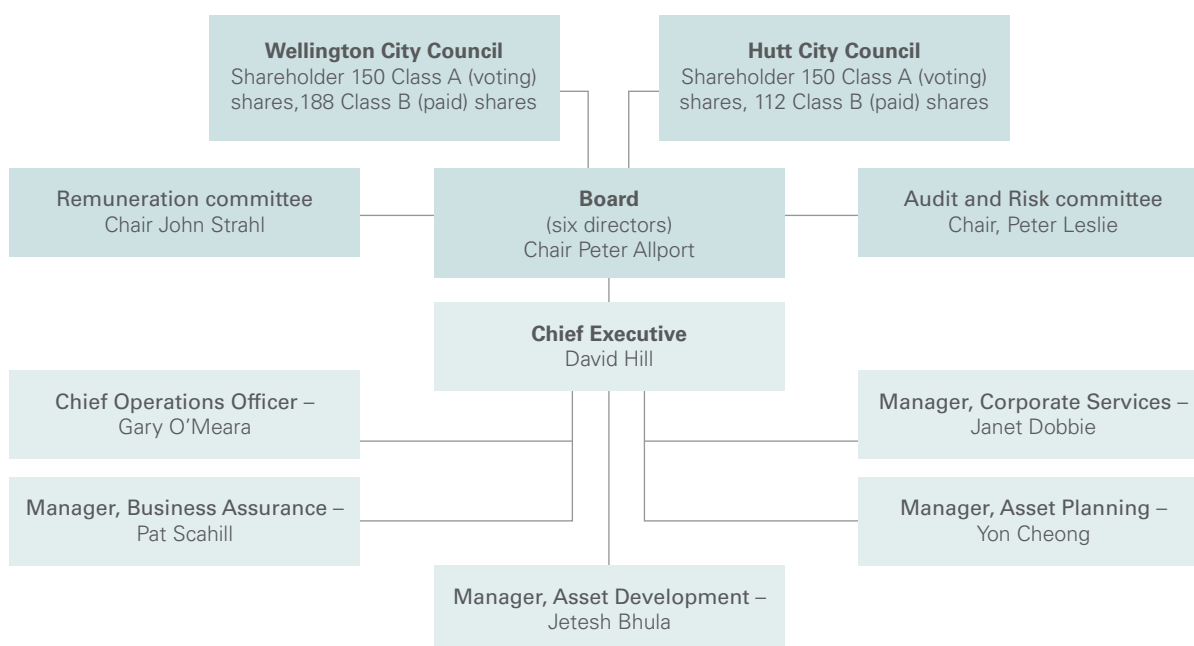 Wellington City Council
Shareholder 150 Class A (voting)
shares,188 Class B (paid) shares
Hutt City Council
Shareholder 150 Class A (voting)
shares, 112 Class B (paid) shares
Remuneration committee
Chair John Strahl
Board
(six directors)
Chair Peter Allport
Audit and Risk committee
Chair, Peter Leslie
Chief Executive
David Hill
Chief Operations Officer –
Gary O’Meara
Manager, Corporate Services –
Janet Dobbie
Manager, Business Assurance –
Pat Scahill
Manager, Asset Planning –
Yon Cheong
Manager, Asset Development –
Jetesh Bhula